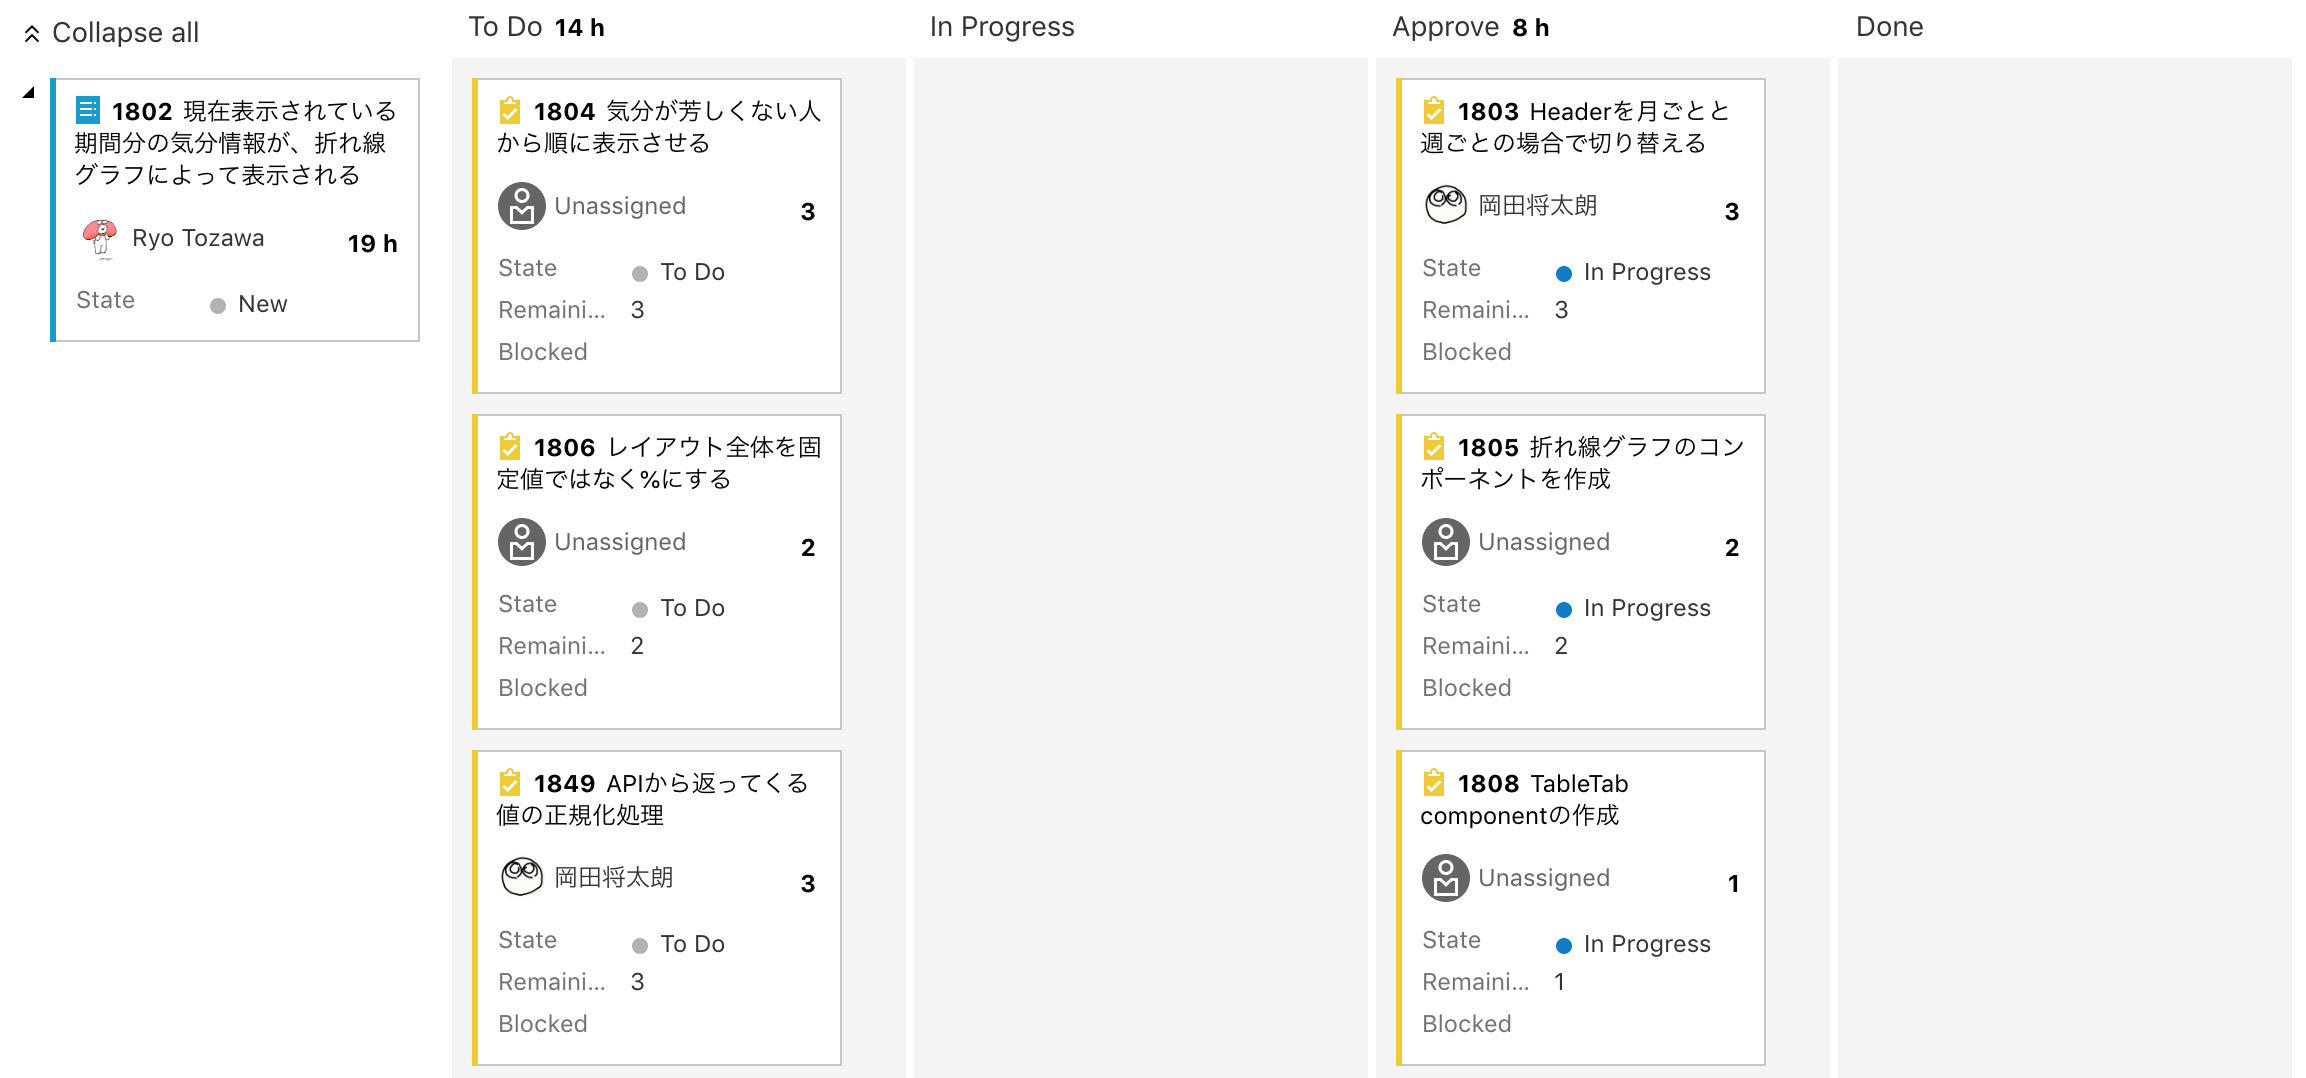 Collapse all
To Do 14 h
In Progress
Approve 8 h
Done
1802 現在表示されている
期間分の気分情報が、折れ線
グラフによって表示される
Ryo Tozawa
19 h
State
New
1804 気分が芳しくない人
から順に表示させる
Unassigned
3
State
To Do
Remaini...
3
Blocked
1806 レイアウト全体を固
定値ではなく%にする
Unassigned
2
State
To Do
Remaini...
2
Blocked
1849 APIから返ってくる
値の正規化処理
岡田将太朗
3
State
To Do
Remaini...
3
Blocked
1803 Headerを月ごとと
週ごとの場合で切り替える
岡田将太朗
3
State
In Progress
Remaini...
3
Blocked
1805 折れ線グラフのコン
ポーネントを作成
Unassigned
2
State
In Progress
Remaini...
2
Blocked
1808 TableTab
componentの作成
Unassigned
1
State
In Progress
Remaini...
1
Blocked